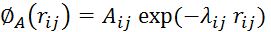 ∅_A(r_ij) = A_ij exp(−λ_ij r_ij)